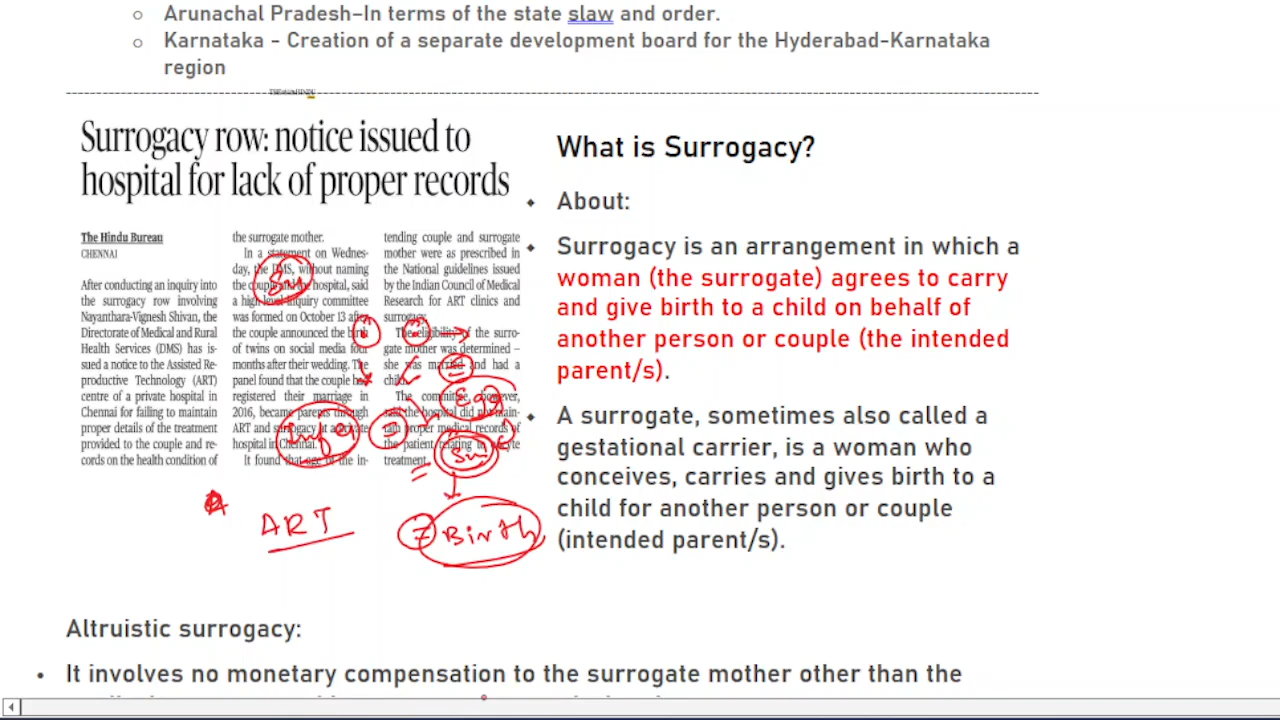 Arunachal Pradesh–In terms of the state slaw and order.
Karnataka - Creation of a separate development board for the Hyderabad-Karnataka
region
Surrogacy row: notice issued to
hospital for lack of proper records
The Hindu Bureau
CHENNAI
After conducting an inquiry into
the surrogacy row involving
Nayanthara-Vignesh Shivan, the
Directorate of Medical and Rural
Health Services (DMS) has is-
sued a notice to the Assisted Re-
productive Technology (ART)
centre of a private hospital in
Chennai for failing to maintain
proper details of the treatment
provided to the couple and re-
cords on the health condition of
the surrogate mother.
In a statement on Wednes-
day, the DMS, without naming
the couple and the hospital, said
a high-level inquiry committee
was formed on October 13 after
the couple announced the birth
of twins on social media four
months after their wedding. The
panel found that the couple had
registered their marriage in
2016, became parents through
ART and surrogacy at a private
hospital in Chennai.
It found that age of the in-
tending couple and surrogate
mother were as prescribed in
the National guidelines issued
by the Indian Council of Medical
Research for ART clinics and
surrogacy.
The eligibility of the surro-
gate mother was determined –
she was married and had a
child.
The committee, however,
said the hospital did not main-
tain proper medical records of
the patient relating to oocyte
treatment.
Egg
Sur
ART
Birth
What is Surrogacy?
About:
Surrogacy is an arrangement in which a
woman (the surrogate) agrees to carry
and give birth to a child on behalf of
another person or couple (the intended
parent/s).
A surrogate, sometimes also called a
gestational carrier, is a woman who
conceives, carries and gives birth to a
child for another person or couple
(intended parent/s).
Altruistic surrogacy:
It involves no monetary compensation to the surrogate mother other than the